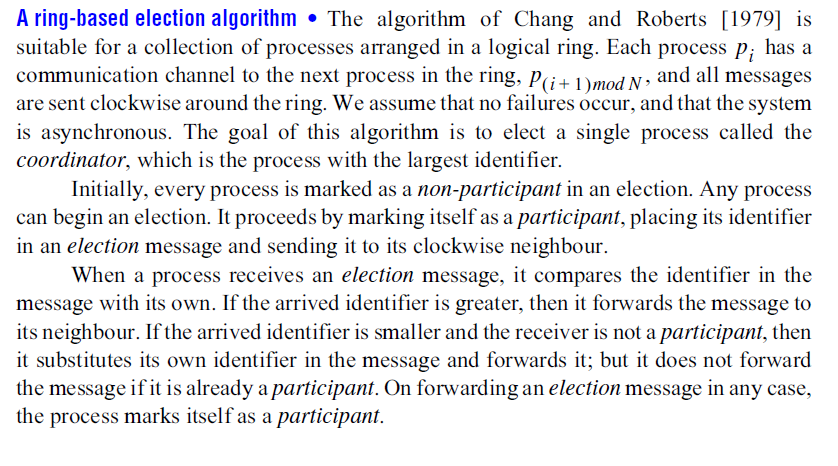 A ring-based election algorithm • The algorithm of Chang and Roberts [1979] is
suitable for a collection of processes arranged in a logical ring. Each process p_i has a
communication channel to the next process in the ring, p_(i + 1)mod N, and all messages
are sent clockwise around the ring. We assume that no failures occur, and that the system
is asynchronous. The goal of this algorithm is to elect a single process called the
coordinator, which is the process with the largest identifier.
Initially, every process is marked as a non-participant in an election. Any process
can begin an election. It proceeds by marking itself as a participant, placing its identifier
in an election message and sending it to its clockwise neighbour.
When a process receives an election message, it compares the identifier in the
message with its own. If the arrived identifier is greater, then it forwards the message to
its neighbour. If the arrived identifier is smaller and the receiver is not a participant, then
it substitutes its own identifier in the message and forwards it; but it does not forward
the message if it is already a participant. On forwarding an election message in any case,
the process marks itself as a participant.